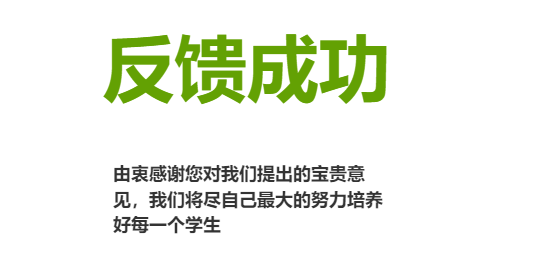 反馈成功
由衷感谢您对我们提出的宝贵意
见，我们将尽自己最大的努力培养
好每一个学生